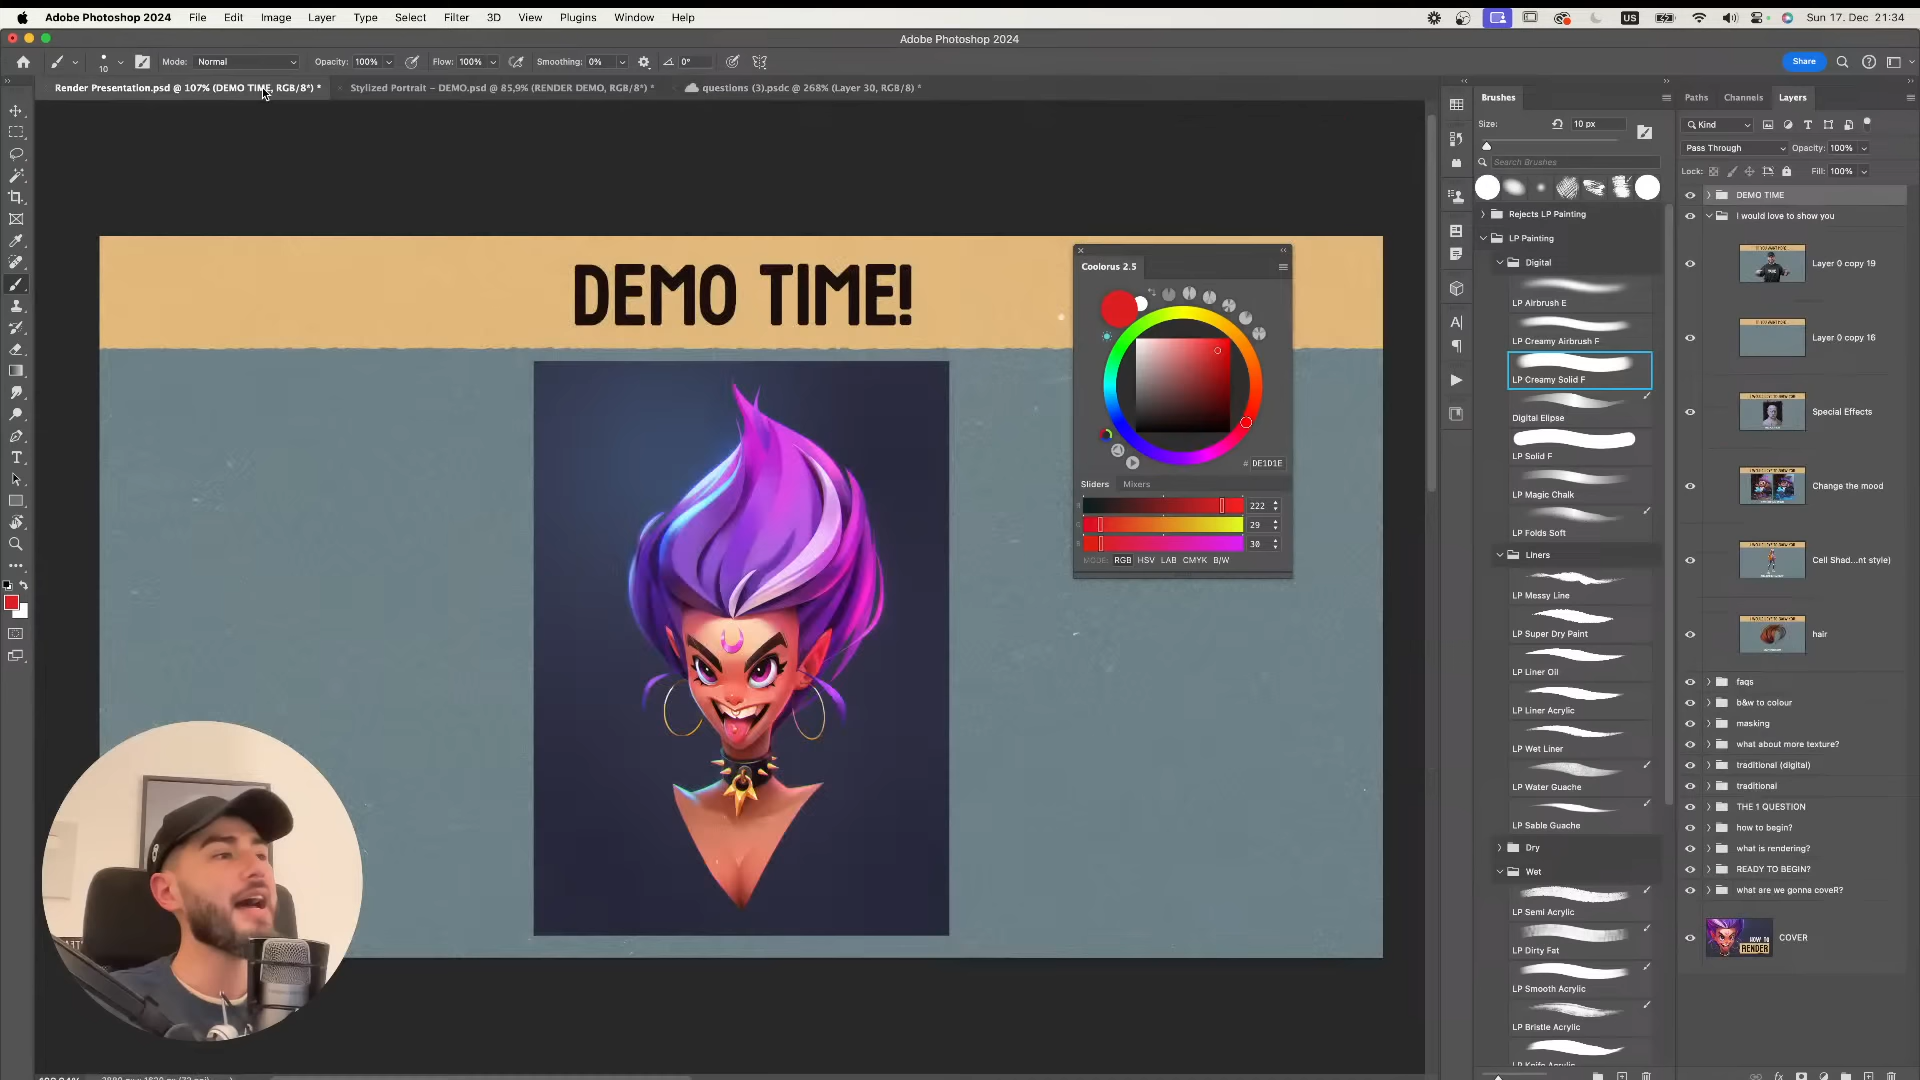 Adobe Photoshop 2024 File Edit Image Layer Type Select Filter 3D View Plugins Window Help US Sun 17. Dec 21:34
Adobe Photoshop 2024
10 Mode: Normal Opacity: 100% Flow: 100% Smoothing: 0% 0° Share
Render Presentation.psd @ 107% (DEMO TIME, RGB/8*) *
Stylized Portrait – DEMO.psd @ 85,9% (RENDER DEMO, RGB/8*) *
questions (3).psdc @ 268% (Layer 30, RGB/8) *
DEMO TIME!
Coolorus 2.5
# DE1D1E
Sliders Mixers
222
29
30
MODE: RGB HSV LAB CMYK B/W
Brushes
Size: 10 px
Search Brushes
Rejects LP Painting
LP Painting
Digital
LP Airbrush E
LP Creamy Airbrush F
LP Creamy Solid F
Digital Elipse
LP Solid F
LP Magic Chalk
LP Folds Soft
Liners
LP Messy Line
LP Super Dry Paint
LP Liner Oil
LP Liner Acrylic
LP Wet Liner
LP Water Guache
LP Sable Guache
Dry
Wet
LP Semi Acrylic
LP Dirty Fat
LP Smooth Acrylic
LP Bristle Acrylic
Paths Channels Layers
Kind
Pass Through Opacity: 100%
Lock: Fill: 100%
DEMO TIME
I would love to show you
Layer 0 copy 19
Layer 0 copy 16
Special Effects
Change the mood
Cell Shad...nt style)
hair
faqs
b&w to colour
masking
what about more texture?
traditional (digital)
traditional
THE 1 QUESTION
how to begin?
what is rendering?
READY TO BEGIN?
what are we gonna coveR?
HOW TO
RENDER
COVER